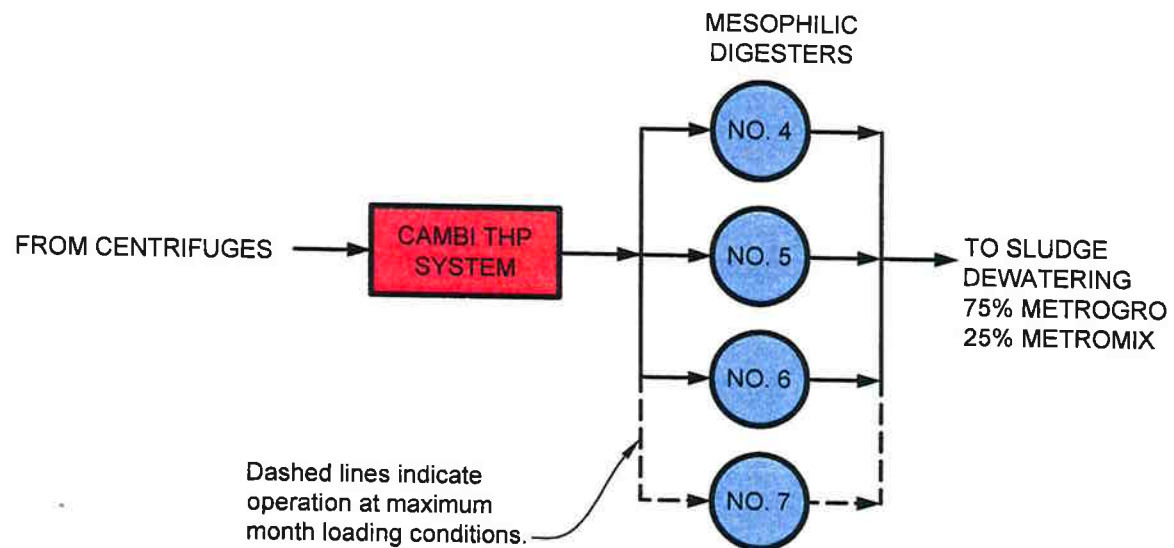 MESOPHILIC
DIGESTERS
NO. 4
FROM CENTRIFUGES
CAMBI THP
SYSTEM
NO. 5
TO SLUDGE
DEWATERING
75% METROGRO
25% METROMIX
NO. 6
Dashed lines indicate
operation at maximum
month loading conditions.
NO. 7